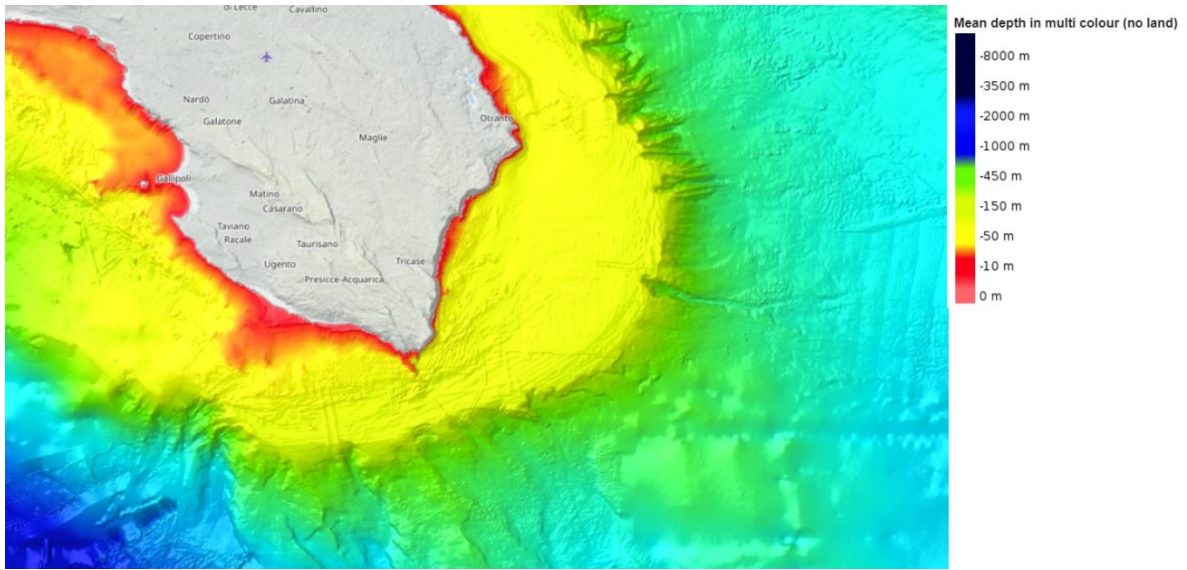 di Lecce
Cavallino
Copertino
Nardò
Galatina
Galatone
Otranto
Maglie
Gallipoli
Matino
Casarano
Taviano
Racale
Taurisano
Ugento
Tricase
Presicce-Acquarica
Mean depth in multi colour (no land)
-8000 m
-3500 m
-2000 m
-1000 m
-450 m
-150 m
-50 m
-10 m
0 m